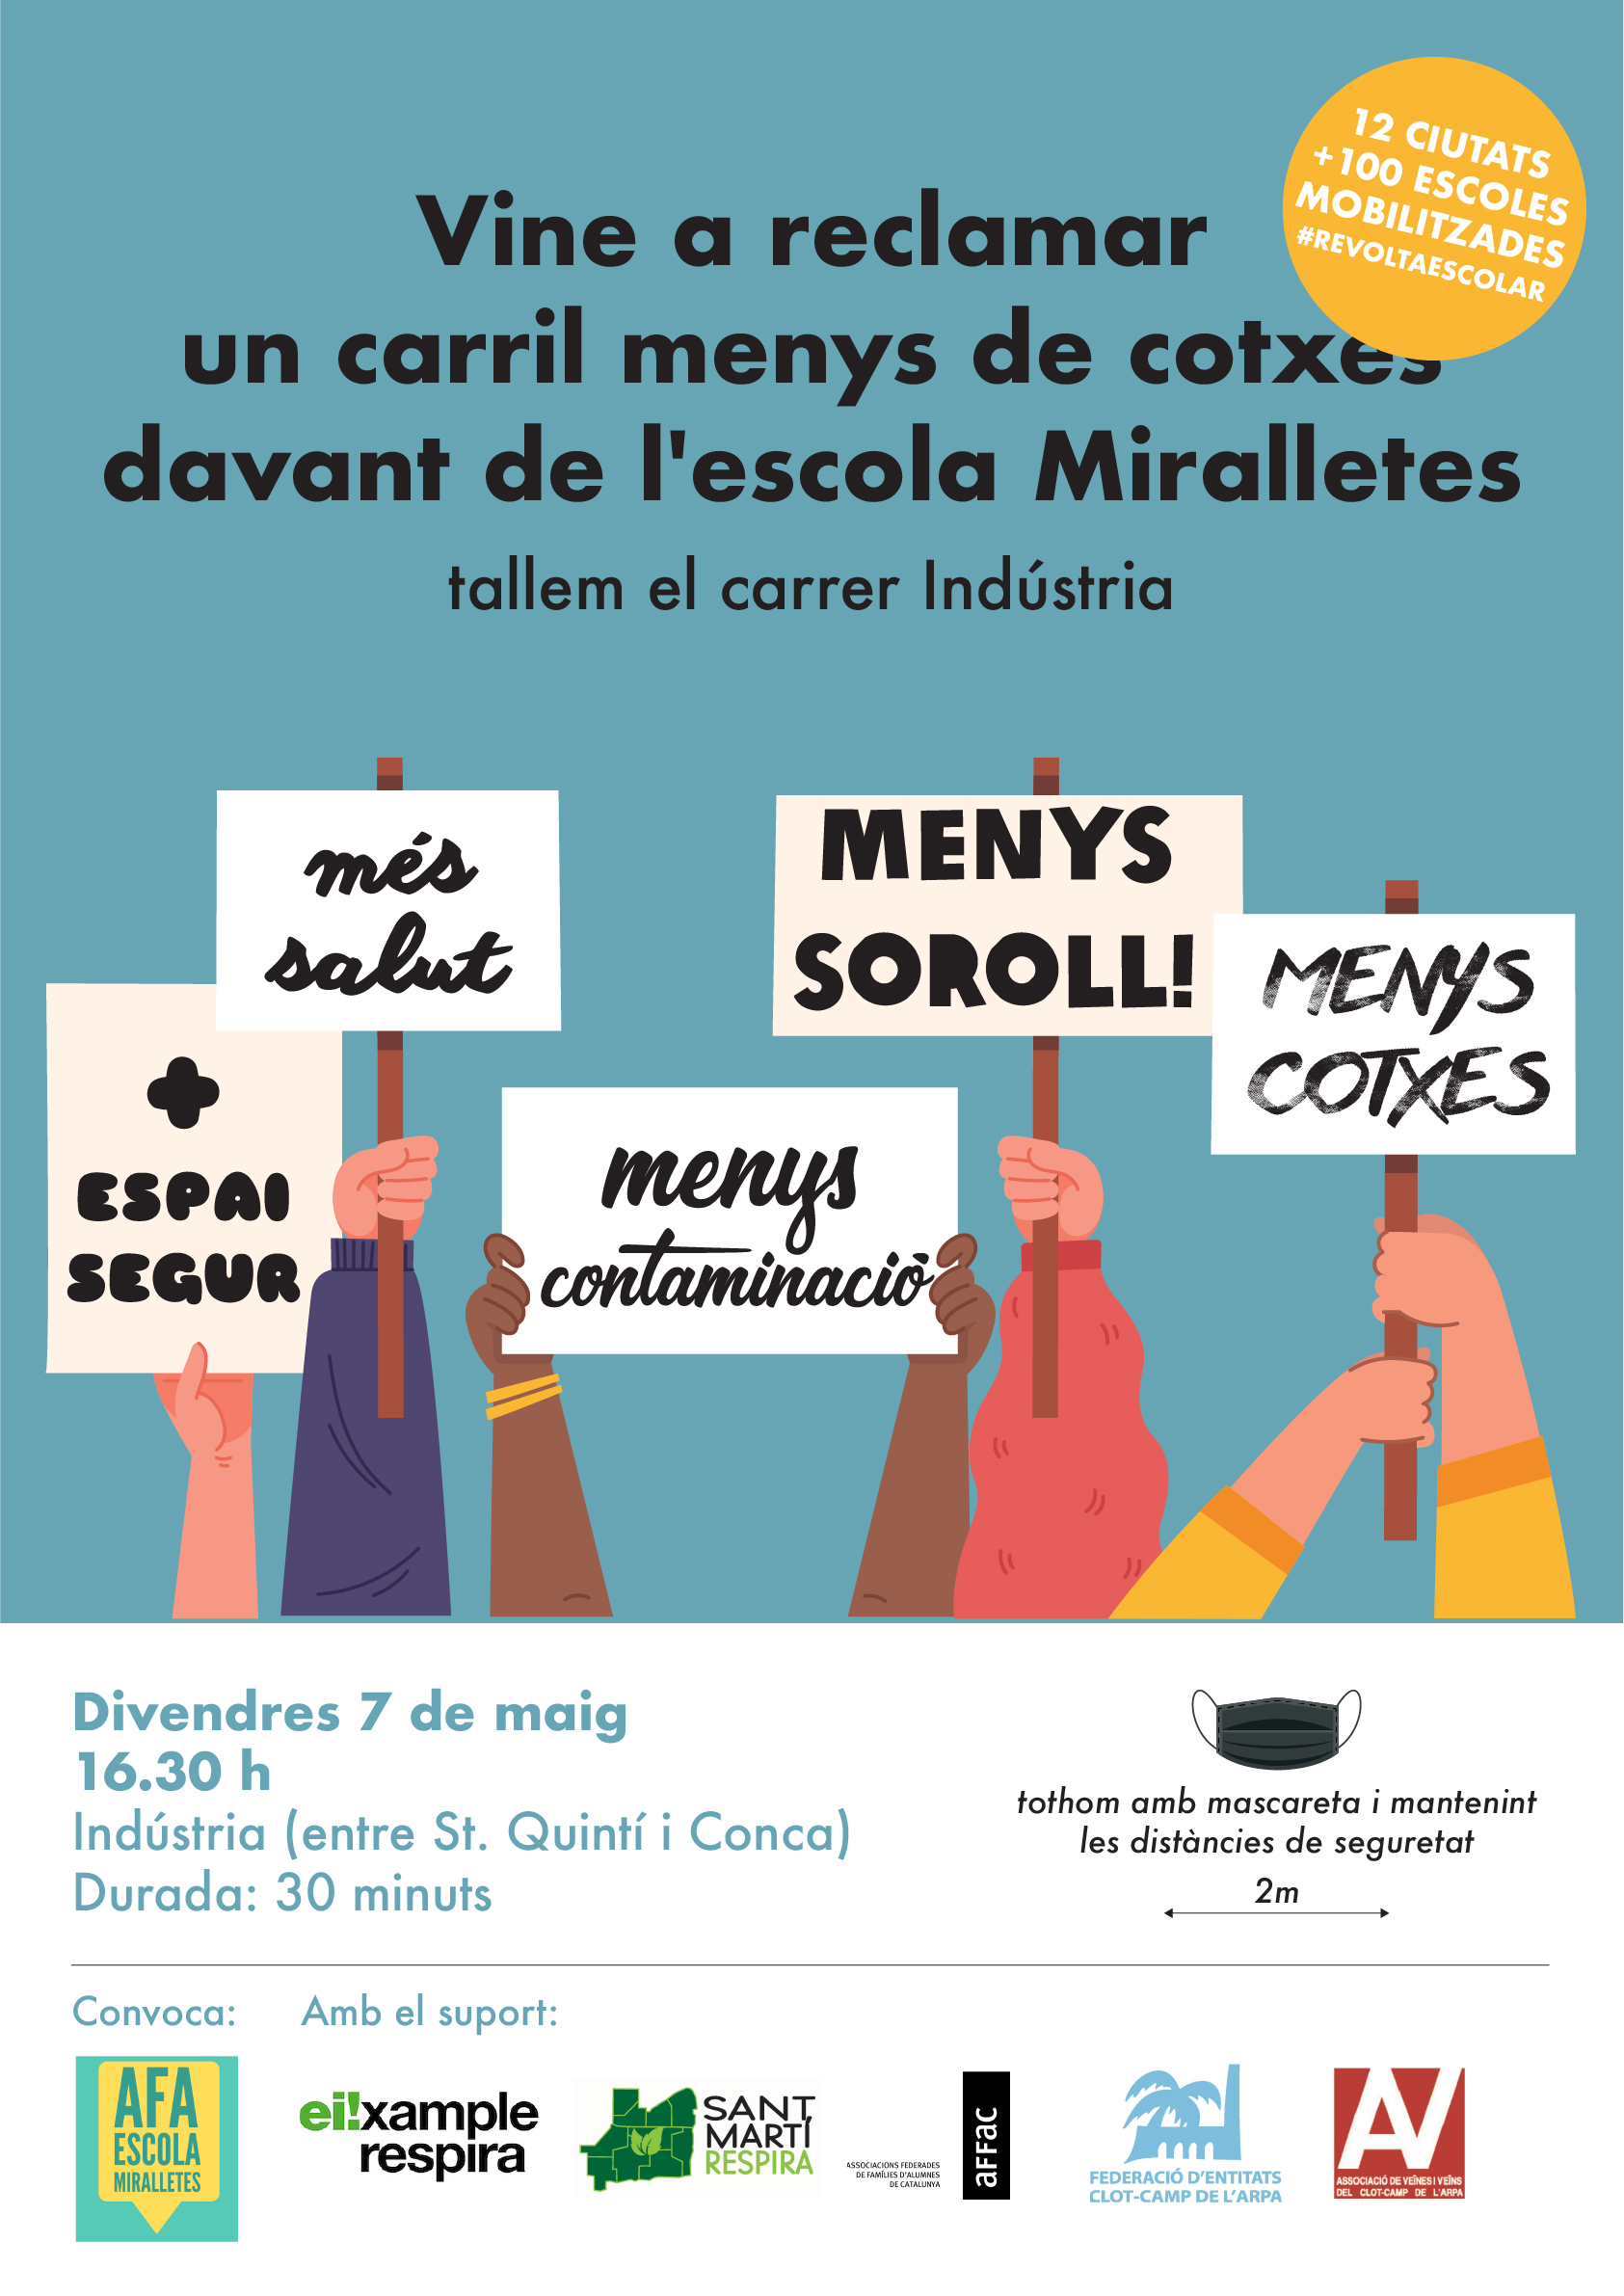 12 CIUTATS
+100 ESCOLES
MOBILITZADES
#REVOLTAESCOLAR
Vine a reclamar
un carril menys de cotxes
davant de l'escola Miralletes
tallem el carrer Indústria
més
salut
MENYS
SOROLL!
MENYS
COTXES
+
ESPAI
SEGUR
menys
contaminació
Divendres 7 de maig
16.30 h
Indústria (entre St. Quintí i Conca)
Durada: 30 minuts
tothom amb mascareta i mantenint
les distàncies de seguretat
2m
Convoca:
Amb el suport:
AFA
ESCOLA
MIRALLETES
ei!xample
respira
SANT
MARTÍ
RESPIRA
ASSOCIACIONS FEDERADES
DE FAMÍLIES D'ALUMNES
DE CATALUNYA
aFFaC
FEDERACIÓ D'ENTITATS
CLOT-CAMP DE L'ARPA
AV
ASSOCIACIÓ DE VEÏNES I VEÏNS
DEL CLOT-CAMP DE L'ARPA